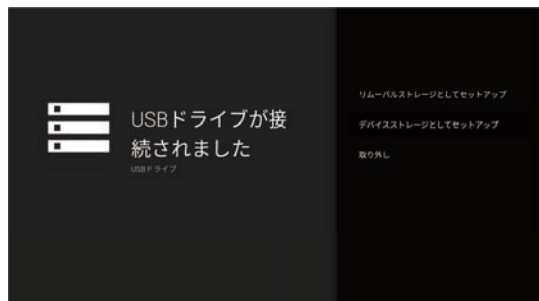 USBドライブが接
続されました
USBドライブ
リムーバルストレージとしてセットアップ
デバイスストレージとしてセットアップ
取り外し